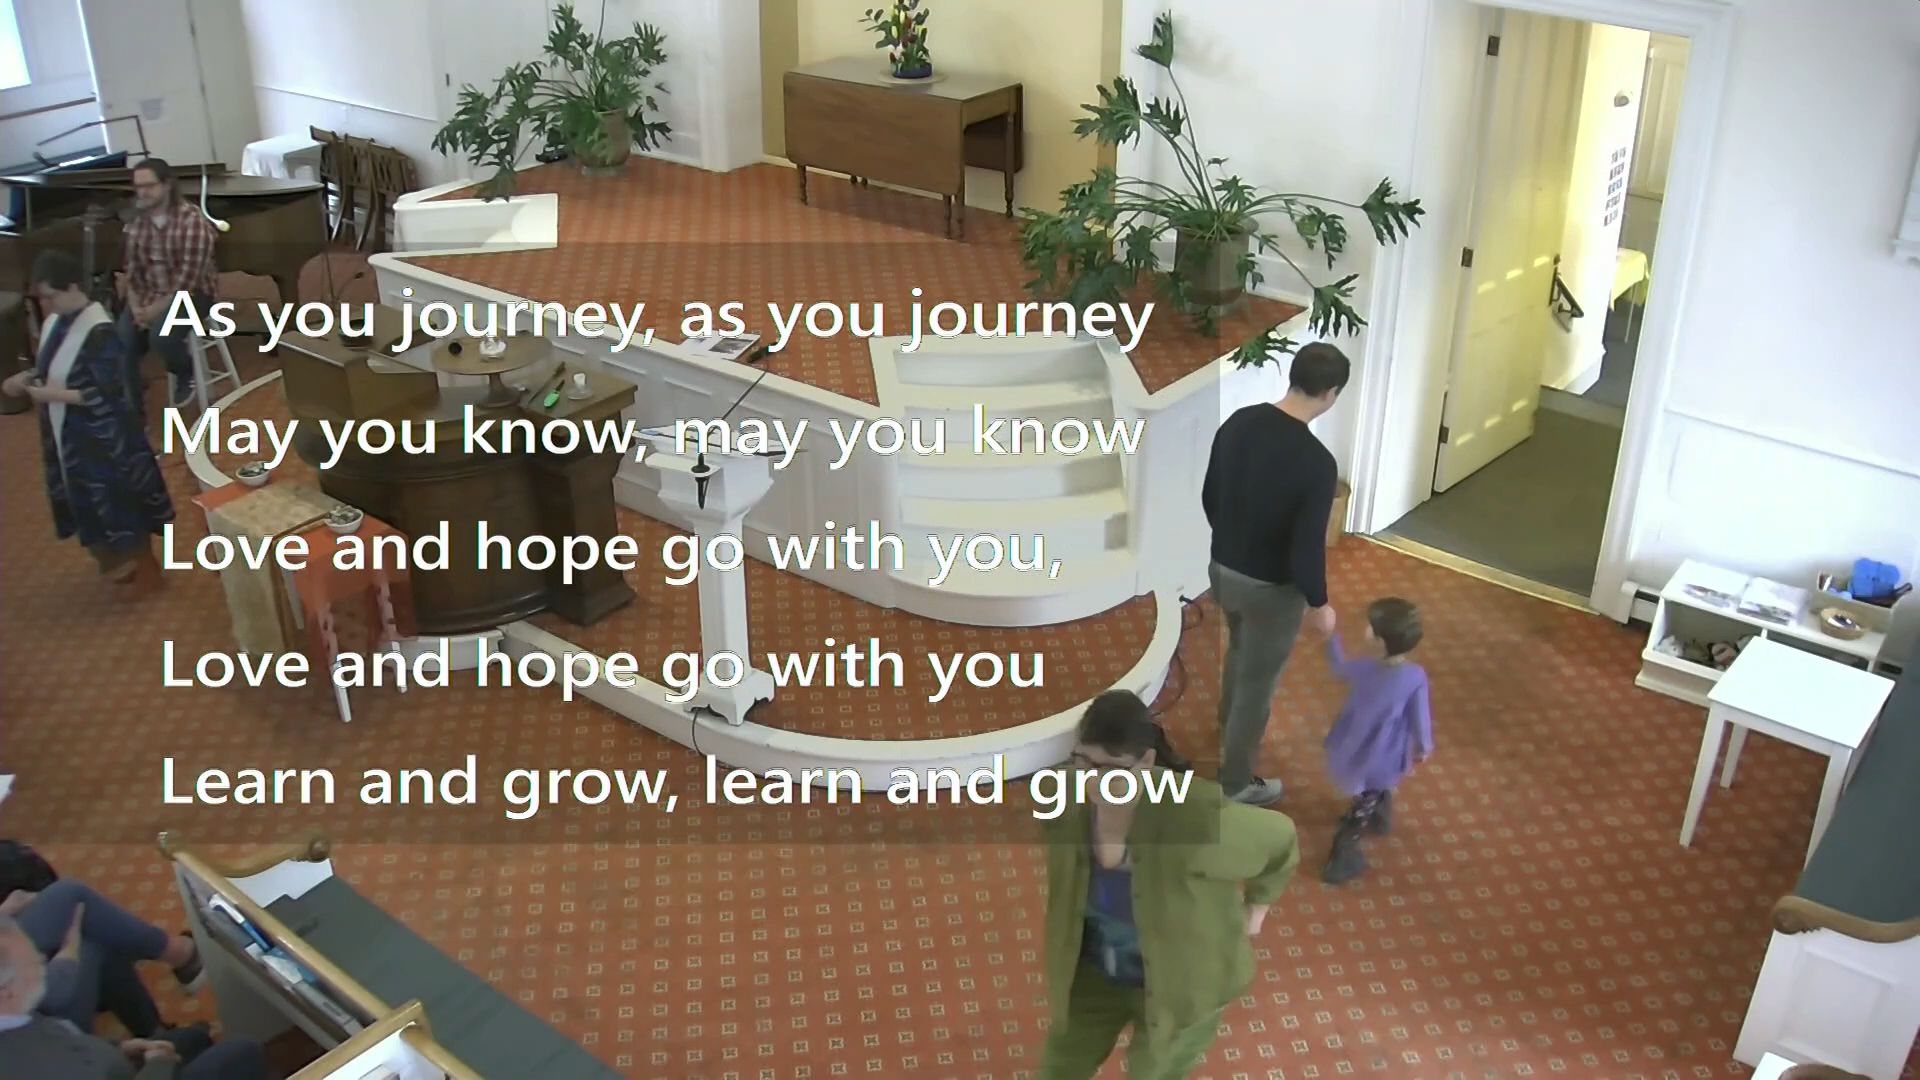 As you journey, as you journey
May you know, may you know
Love and hope go with you,
Love and hope go with you
Learn and grow, learn and grow